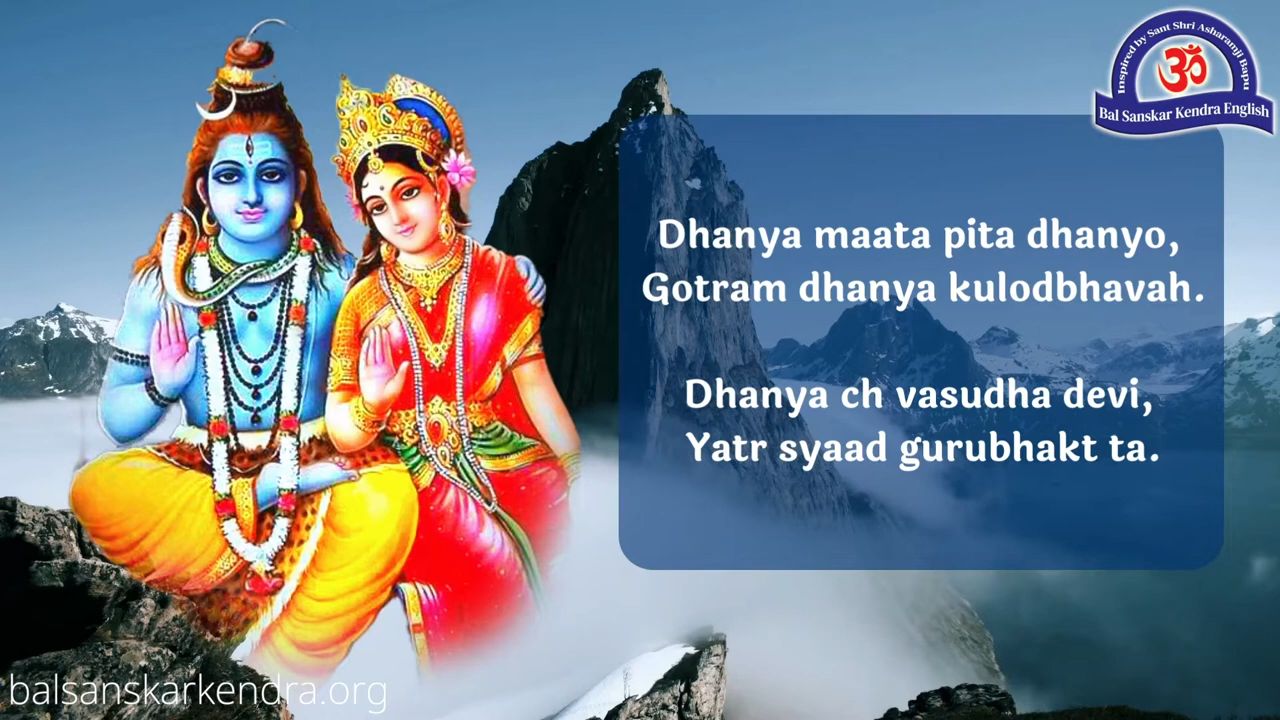 Inspired by Sant Shri Asharamji Bapu
ॐ
Bal Sanskar Kendra English
Dhanya maata pita dhanyo,
Gotram dhanya kulodbhavah.
Dhanya ch vasudha devi,
Yatr syaad gurubhakt ta.
balsanskarkendra.org